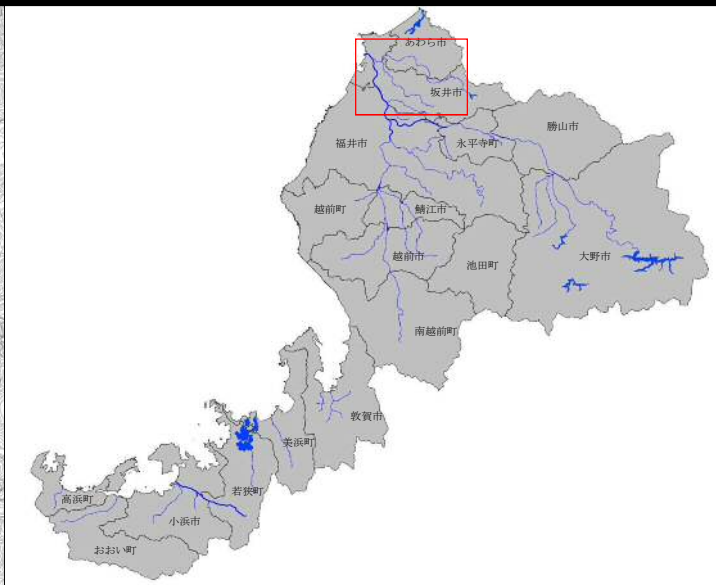 あわら市
坂井市
勝山市
福井市
永平寺町
越前町
鯖江市
越前市
池田町
大野市
南越前町
敦賀市
美浜町
若狭町
高浜町
小浜市
おおい町